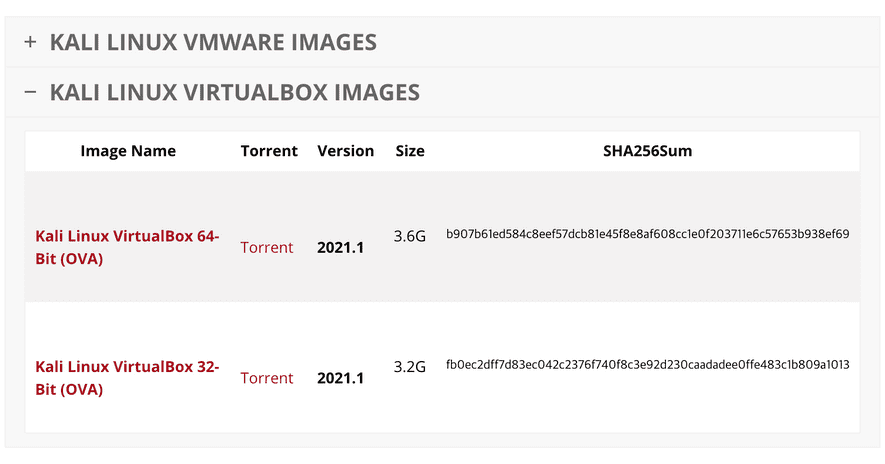 + KALI LINUX VMWARE IMAGES
− KALI LINUX VIRTUALBOX IMAGES
Image Name Torrent Version Size SHA256Sum
Kali Linux VirtualBox 64-
Bit (OVA)
Torrent 2021.1 3.6G b907b61ed584c8eef57dcb81e45f8e8af608cc1e0f203711e6c57653b938ef69
Kali Linux VirtualBox 32-
Bit (OVA)
Torrent 2021.1 3.2G fb0ec2dff7d83ec042c2376f740f8c3e92d230caadadee0ffe483c1b809a1013